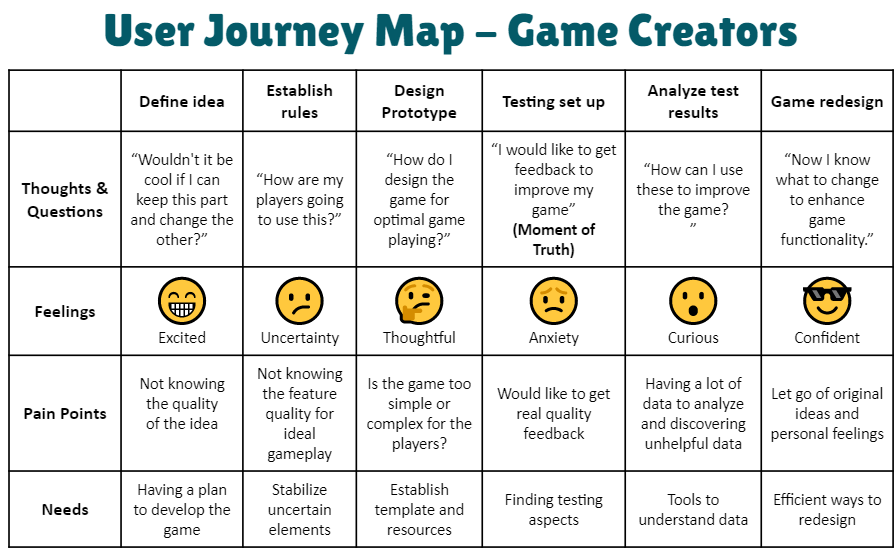 User Journey Map – Game Creators
Define idea
Establish
rules
Design
Prototype
Testing set up
Analyze test
results
Game redesign
Thoughts &
Questions
“Wouldn't it be
cool if I can
keep this part
and change the
other?”
“How are my
players going
to use this?”
“How do I
design the
game for
optimal game
playing?”
“I would like to get
feedback to
improve my
game”
(Moment of
Truth)
“How can I use
these to improve
the game?
”
“Now I know
what to change
to enhance
game
functionality.”
Feelings
Excited
Uncertainty
Thoughtful
Anxiety
Curious
Confident
Pain Points
Not knowing
the quality
of the idea
Not knowing
the feature
quality for
ideal
gameplay
Is the game too
simple or
complex for the
players?
Would like to get
real quality
feedback
Having a lot of
data to analyze
and discovering
unhelpful data
Let go of original
ideas and
personal feelings
Needs
Having a plan
to develop the
game
Stabilize
uncertain
elements
Establish
template and
resources
Finding testing
aspects
Tools to
understand data
Efficient ways to
redesign